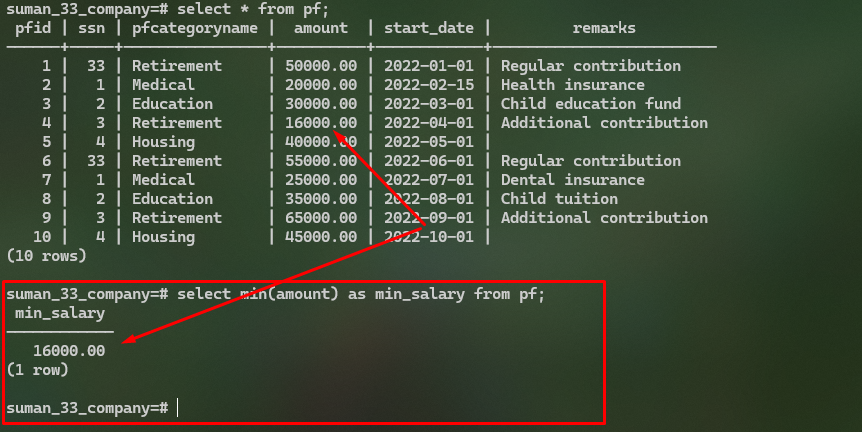 suman_33_company=# select * from pf;
 pfid | ssn | pfcategoryname |  amount  | start_date |         remarks
------+-----+----------------+----------+------------+-------------------------
    1 |  33 | Retirement     | 50000.00 | 2022-01-01 | Regular contribution
    2 |   1 | Medical        | 20000.00 | 2022-02-15 | Health insurance
    3 |   2 | Education      | 30000.00 | 2022-03-01 | Child education fund
    4 |   3 | Retirement     | 16000.00 | 2022-04-01 | Additional contribution
    5 |   4 | Housing        | 40000.00 | 2022-05-01 |
    6 |  33 | Retirement     | 55000.00 | 2022-06-01 | Regular contribution
    7 |   1 | Medical        | 25000.00 | 2022-07-01 | Dental insurance
    8 |   2 | Education      | 35000.00 | 2022-08-01 | Child tuition
    9 |   3 | Retirement     | 65000.00 | 2022-09-01 | Additional contribution
   10 |   4 | Housing        | 45000.00 | 2022-10-01 |
(10 rows)
suman_33_company=# select min(amount) as min_salary from pf;
 min_salary
------------
   16000.00
(1 row)
suman_33_company=#